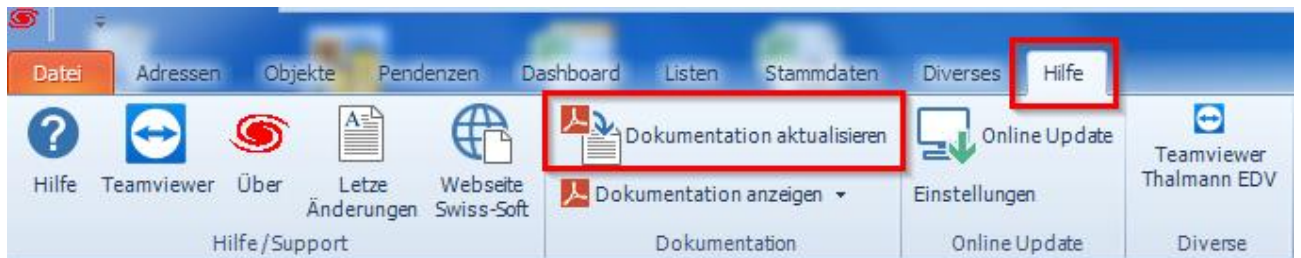 Datei Adressen Objekte Pendenzen Dashboard Listen Stammdaten Diverses Hilfe
Hilfe
Teamviewer
Über
Letze
Änderungen
Webseite
Swiss-Soft
Hilfe/Support
Dokumentation aktualisieren
Dokumentation anzeigen
Dokumentation
Online Update
Einstellungen
Online Update
Teamviewer
Thalmann EDV
Diverse